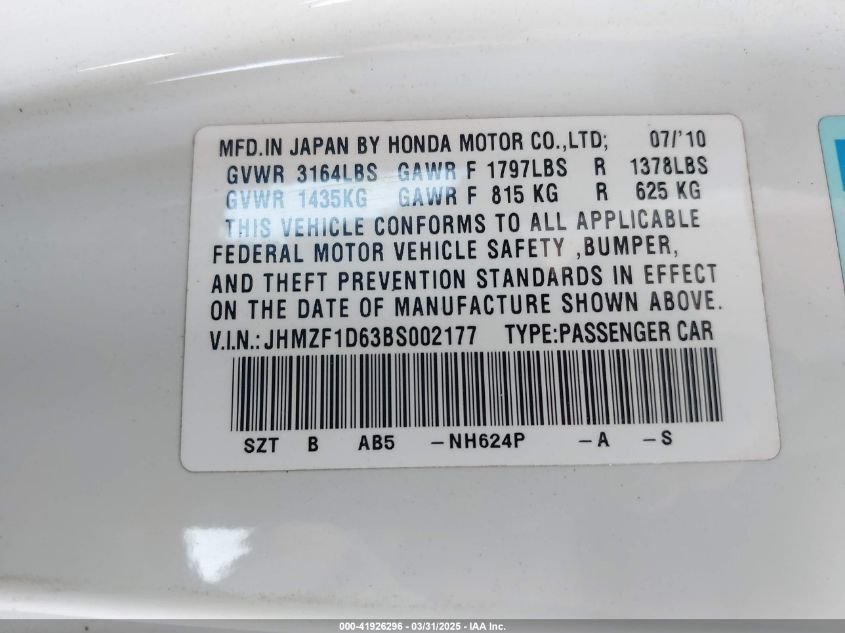 MFD.IN JAPAN BY HONDA MOTOR CO.,LTD; 07/'10
GVWR 3164LBS GAWR F 1797LBS R 1378LBS
GVWR 1435KG GAWR F 815 KG R 625 KG
THIS VEHICLE CONFORMS TO ALL APPLICABLE
FEDERAL MOTOR VEHICLE SAFETY ,BUMPER,
AND THEFT PREVENTION STANDARDS IN EFFECT
ON THE DATE OF MANUFACTURE SHOWN ABOVE.
V.I.N.: JHMZF1D63BS002177 TYPE:PASSENGER CAR
SZT B AB5 -NH624P -A -S
000-41926296 - 03/31/2025 - IAA Inc.